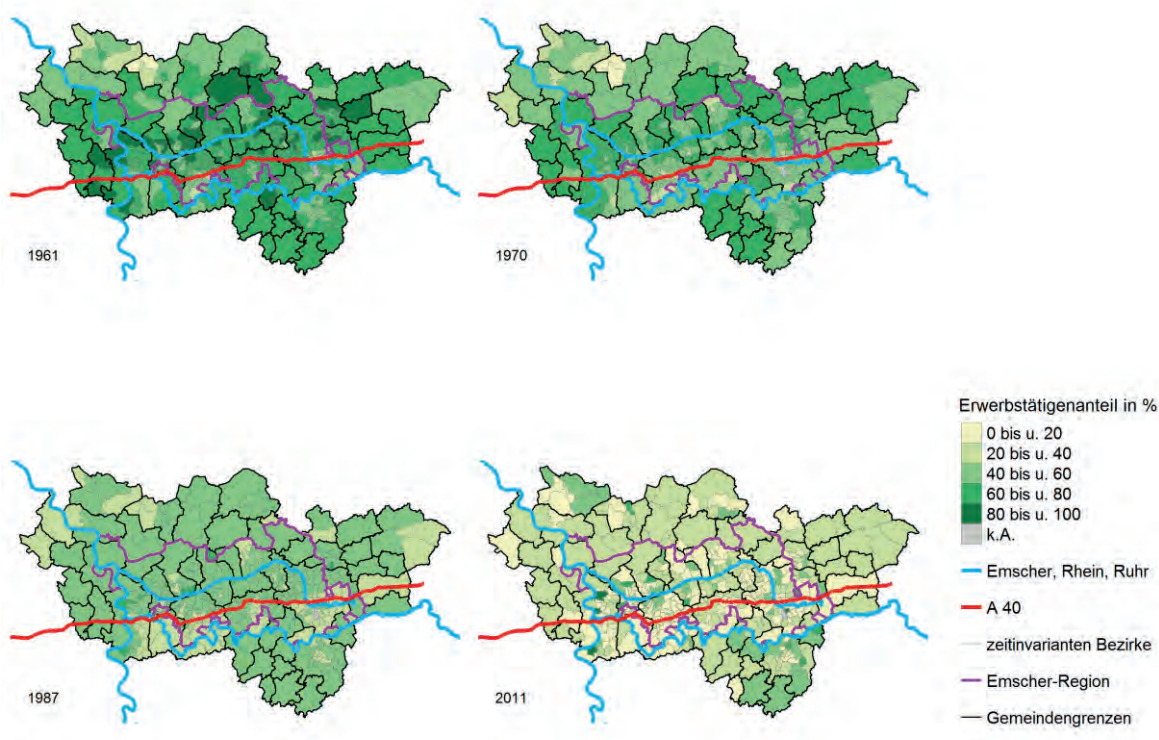 1961
1970
1987
2011
Erwerbstätigenanteil in %
0 bis u. 20
20 bis u. 40
40 bis u. 60
60 bis u. 80
80 bis u. 100
k.A.
Emscher, Rhein, Ruhr
A 40
zeitinvarianten Bezirke
Emscher-Region
Gemeindengrenzen